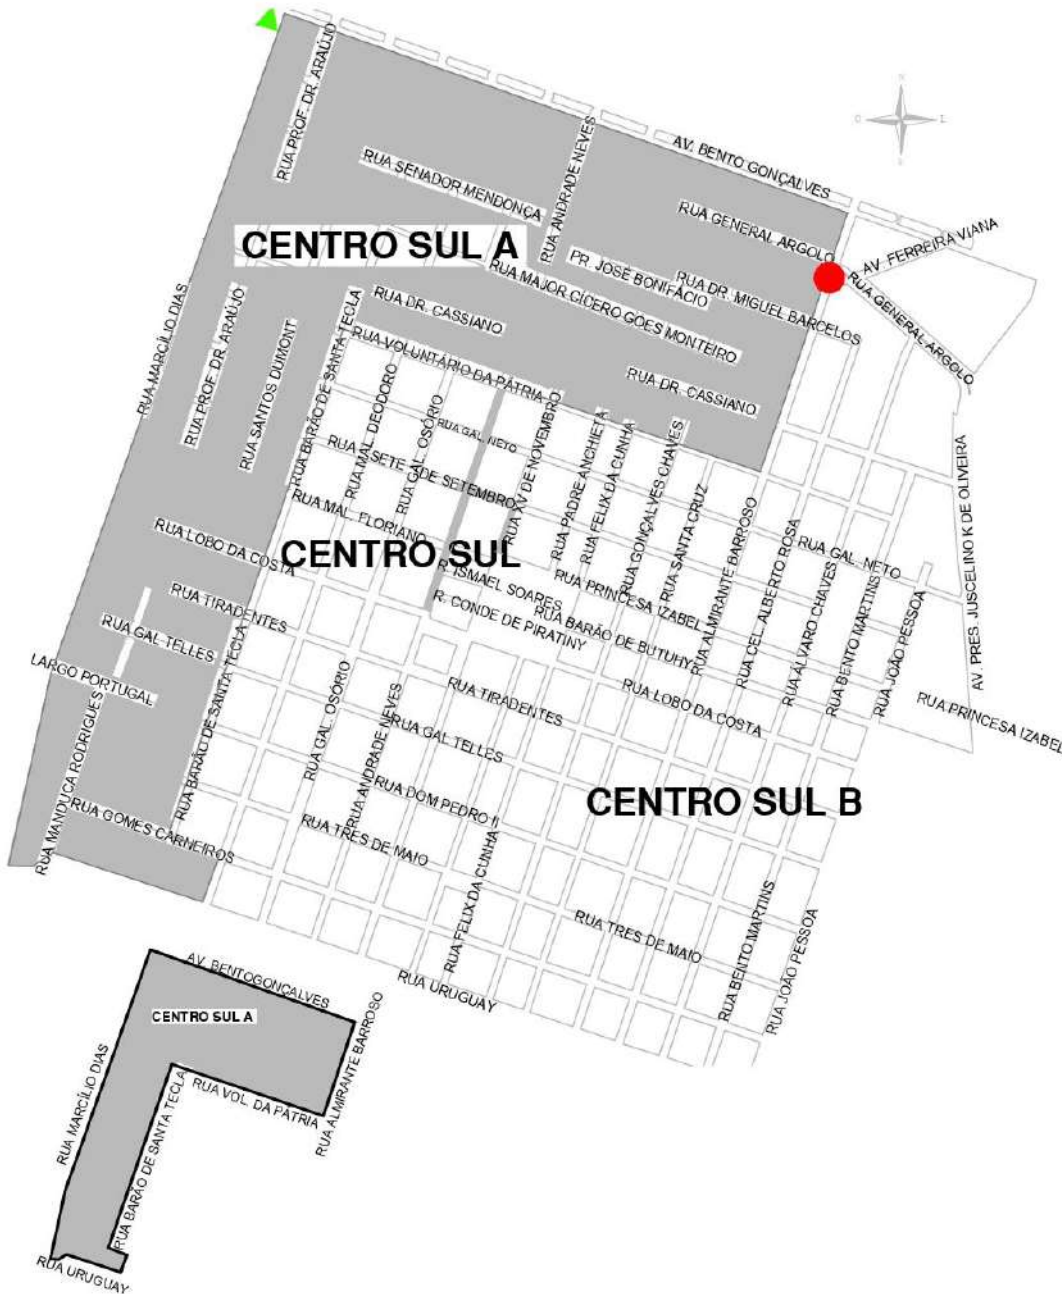 N
O
L
S
AV. BENTO GONÇALVES
RUA PROF. DR. ARAÚJO
RUA SENADOR MENDONÇA
RUA ANDRADE NEVES
RUA GENERAL ARGOLO
AV. FERREIRA VIANA
CENTRO SUL A
PR. JOSÉ BONIFÁCIO
RUA DR. MIGUEL BARCELOS
RUA MAJOR CÍCERO GÓES MONTEIRO
RUA GENERAL ARGOLO
RUA MARCÍLIO DIAS
RUA PROF. DR. ARAÚJO
RUA SANTOS DUMONT
RUA BARÃO DE SANTA TECLA
RUA DR. CASSIANO
RUA VOLUNTÁRIO DA PÁTRIA
RUA DR. CASSIANO
RUA MAL. DEODORO
RUA GAL. OSÓRIO
RUA GAL. NETO
RUA SETE DE SETEMBRO
RUA XV DE NOVEMBRO
RUA PADRE ANCHIETA
RUA FELIX DA CUNHA
RUA GONÇALVES CHAVES
RUA SANTA CRUZ
RUA ALMIRANTE BARROSO
RUA CEL. ALBERTO ROSA
RUA ÁLVARO CHAVES
RUA BENTO MARTINS
RUA JOÃO PESSOA
RUA GAL. NETO
AV. PRES. JUSCELINO K DE OLIVEIRA
RUA MAL. FLORIANO
RUA LOBO DA COSTA
CENTRO SUL
R. ISMAEL SOARES
RUA PRINCESA IZABEL
R. CONDE DE PIRATINY
RUA BARÃO DE BUTUHY
RUA TIRADENTES
RUA GAL TELLES
LARGO PORTUGAL
RUA BARÃO DE SANTA TECLA
RUA GAL. OSÓRIO
RUA ANDRADE NEVES
RUA TIRADENTES
RUA GAL TELLES
RUA LOBO DA COSTA
RUA PRINCESA IZABEL
RUA MANDUCA RODRIGUES
RUA GOMES CARNEIROS
RUA DOM PEDRO II
CENTRO SUL B
RUA TRES DE MAIO
RUA FELIX DA CUNHA
RUA TRES DE MAIO
RUA BENTO MARTINS
RUA JOÃO PESSOA
RUA URUGUAY
AV. BENTOGONÇALVES
CENTRO SUL A
RUA MARCÍLIO DIAS
RUA ALMIRANTE BARROSO
RUA VOL. DA PÁTRIA
RUA BARÃO DE SANTA TECLA
RUA URUGUAY